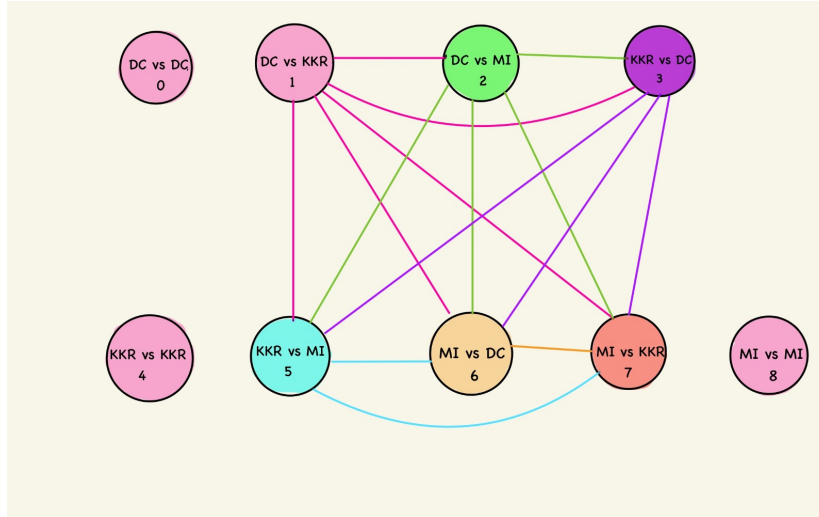 DC vs DC
0
DC vs KKR
1
DC vs MI
2
KKR vs DC
3
KKR vs KKR
4
KKR vs MI
5
MI vs DC
6
MI vs KKR
7
MI vs MI
8